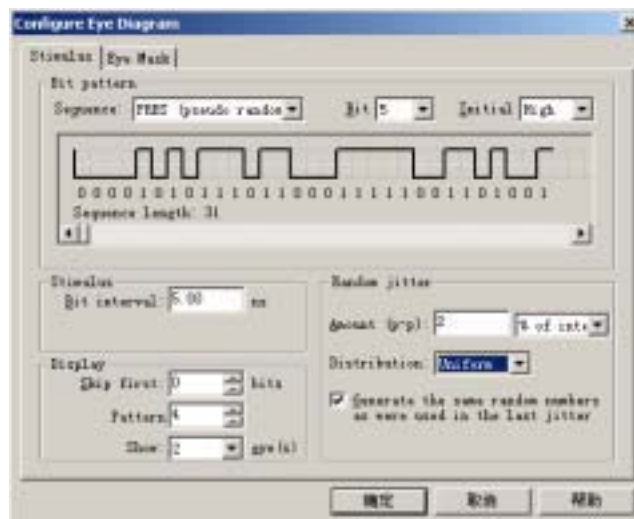 Configure Eye Diagram
Stimulus Eye Mask
Bit pattern
Sequence: PRBS (pseudo random Bit 5 Initial High
0 0 0 0 1 0 1 0 1 1 1 0 1 1 0 0 0 1 1 1 1 1 0 0 1 1 0 1 0 0 1
Sequence length: 31
Stimulus
Bit interval: 5.00 ns
Random jitter
Amount (p-p): 2 % of inte
Distribution: Uniform
Generate the same random numbers
as were used in the last jitter
Display
Skip first: 0 bits
Pattern 4
Show: 2 eye(s)
确定 取消 帮助